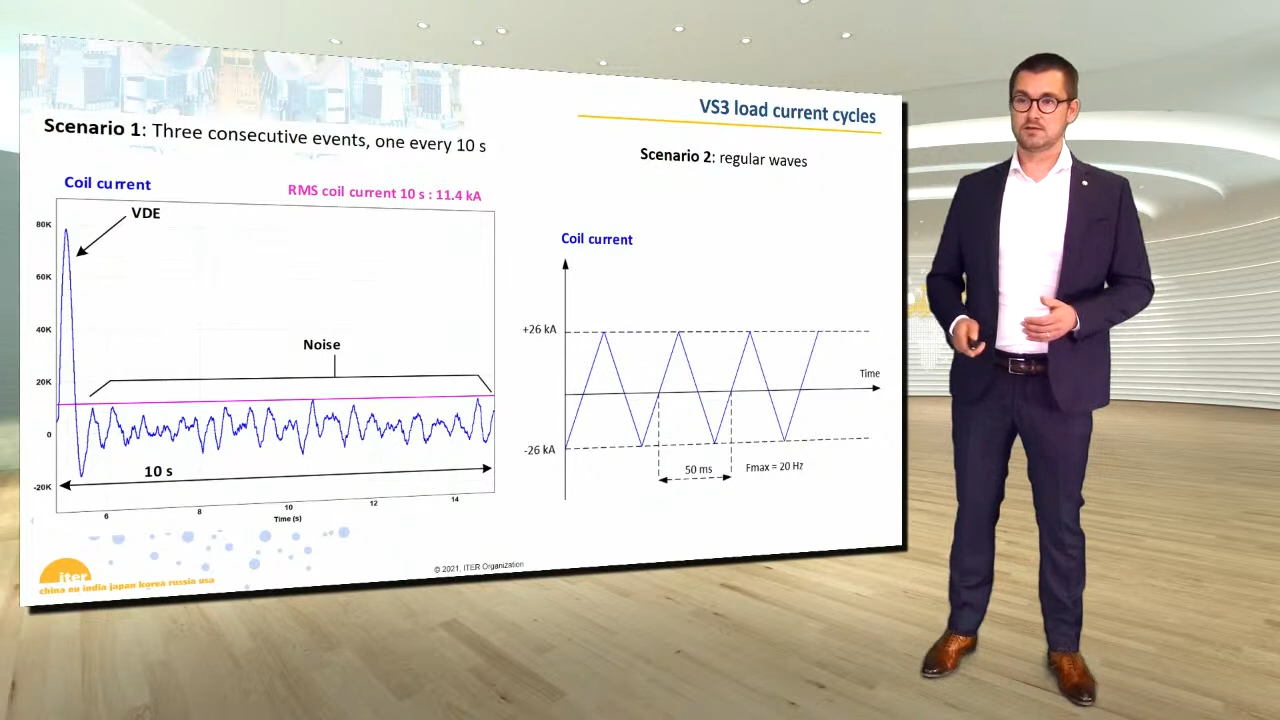 VS3 load current cycles
Scenario 1: Three consecutive events, one every 10 s
Coil current
RMS coil current 10 s : 11.4 kA
VDE
80K
60K
40K
20K
0
-20K
Noise
10 s
6
8
10
12
14
Time (s)
Scenario 2: regular waves
Coil current
+26 kA
-26 kA
Time
50 ms
Fmax = 20 Hz
iter
china eu india japan korea russia usa
© 2021, ITER Organization